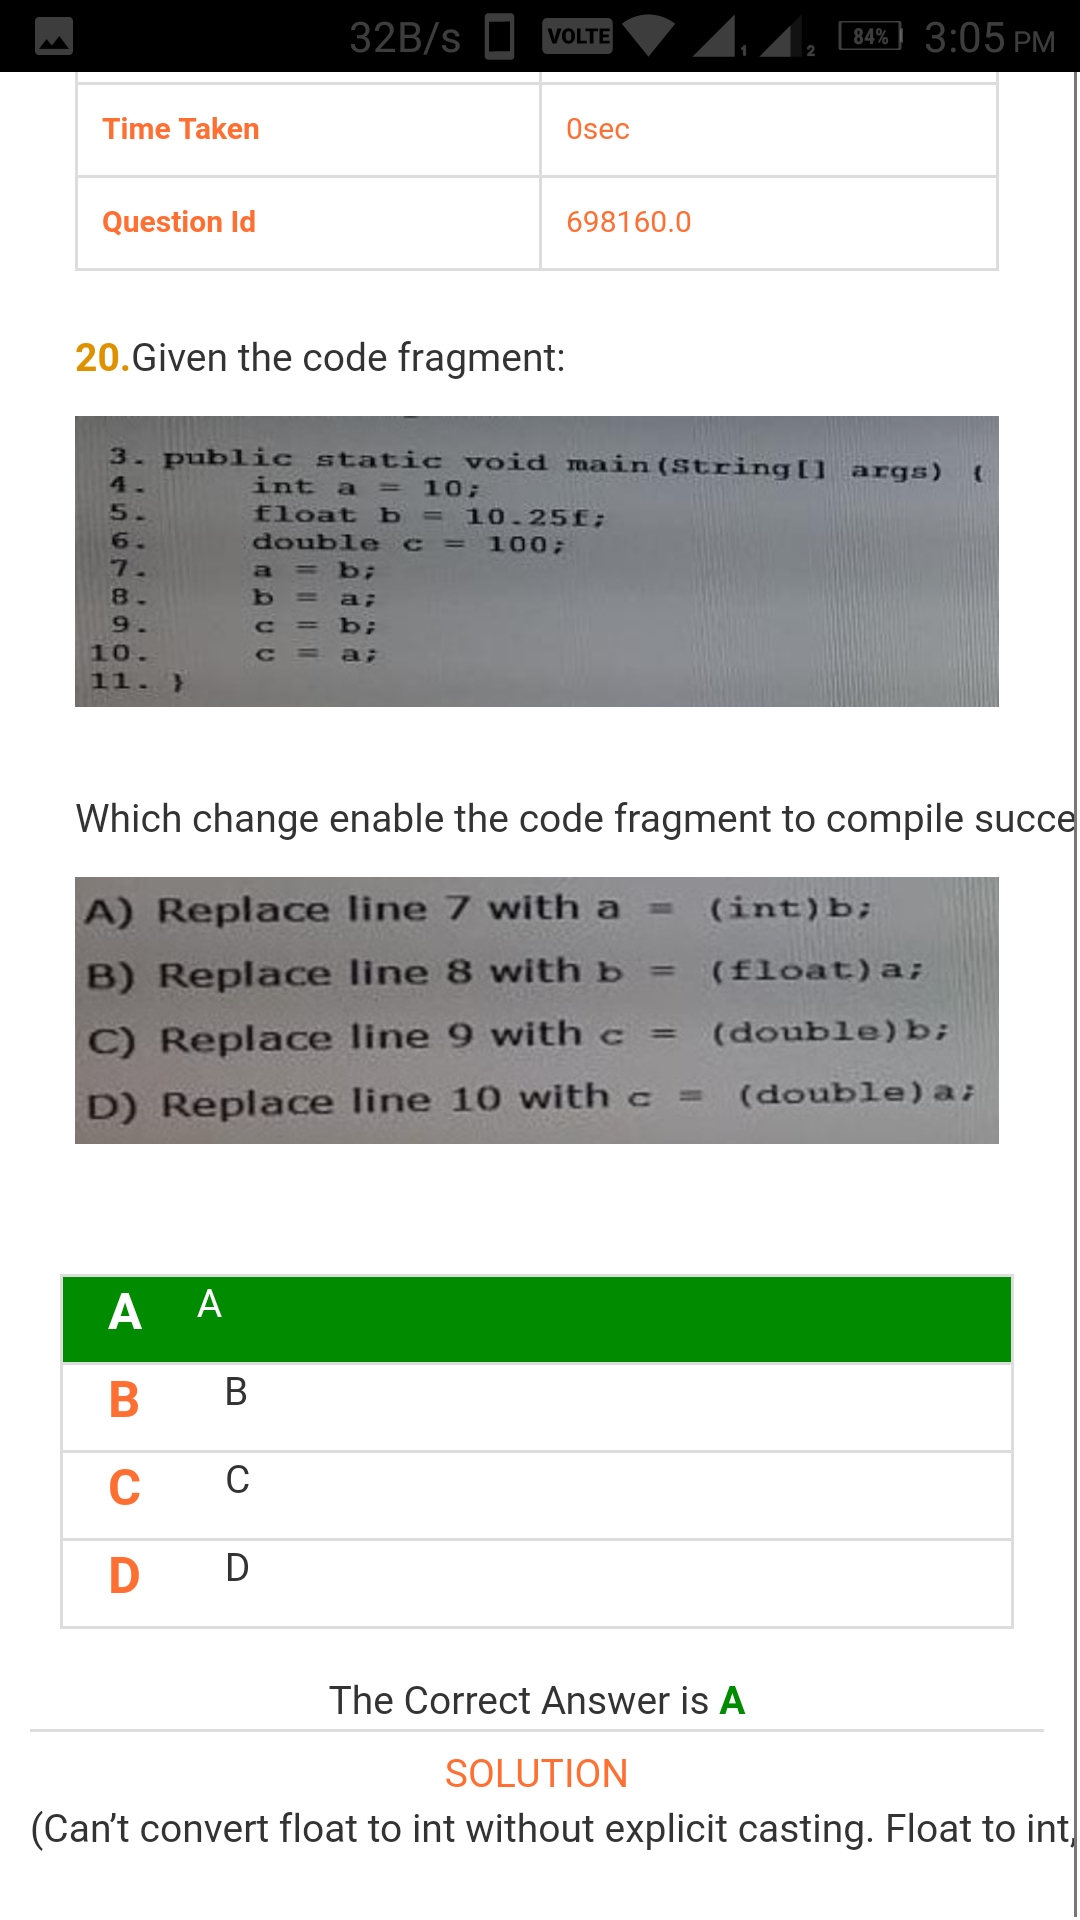 32B/s VOLTE 1 2 84% 3:05 PM
Time Taken 0sec
Question Id 698160.0
20.Given the code fragment:
3. public static void main(String[] args) {
4. int a = 10;
5. float b = 10.25f;
6. double c = 100;
7. a = b;
8. b = a;
9. c = b;
10. c = a;
11. }
Which change enable the code fragment to compile succe
A) Replace line 7 with a = (int)b;
B) Replace line 8 with b = (float)a;
C) Replace line 9 with c = (double)b;
D) Replace line 10 with c = (double)a;
A A
B B
C C
D D
The Correct Answer is A
SOLUTION
(Can't convert float to int without explicit casting. Float to int,